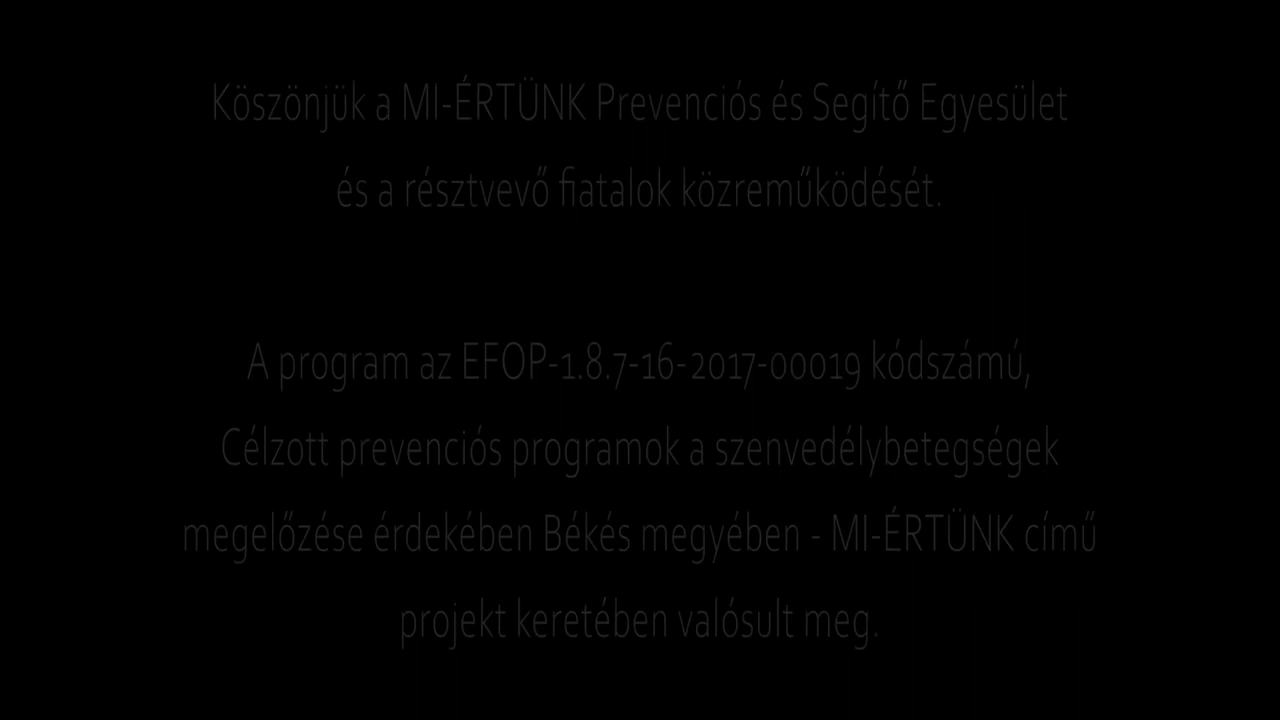 Köszönjük a MI-ÉRTÜNK Prevenciós és Segítő Egyesület
és a résztvevő fiatalok közreműködését.
A program az EFOP-1.8.7-16-2017-00019 kódszámú,
Célzott prevenciós programok a szenvedélybetegségek
megelőzése érdekében Békés megyében - MI-ÉRTÜNK című
projekt keretében valósult meg.